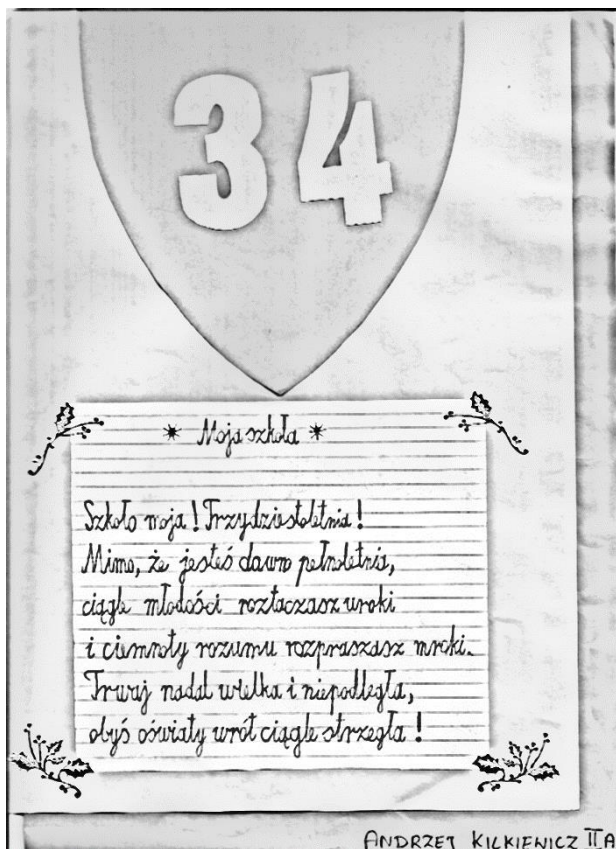 34
* Moja szkoła *
Szkoło moja! Trzydziestoletnia!
Mimo, że jesteś dawno pełnoletnia,
ciągle młodości roztaczasz uroki
i ciemnoty rozumu rozpraszasz mroki.
Trwaj nadal wielka i niepodległa,
obyś oświaty wrót ciągle strzegła!
ANDRZEJ KILKIEWICZ II A